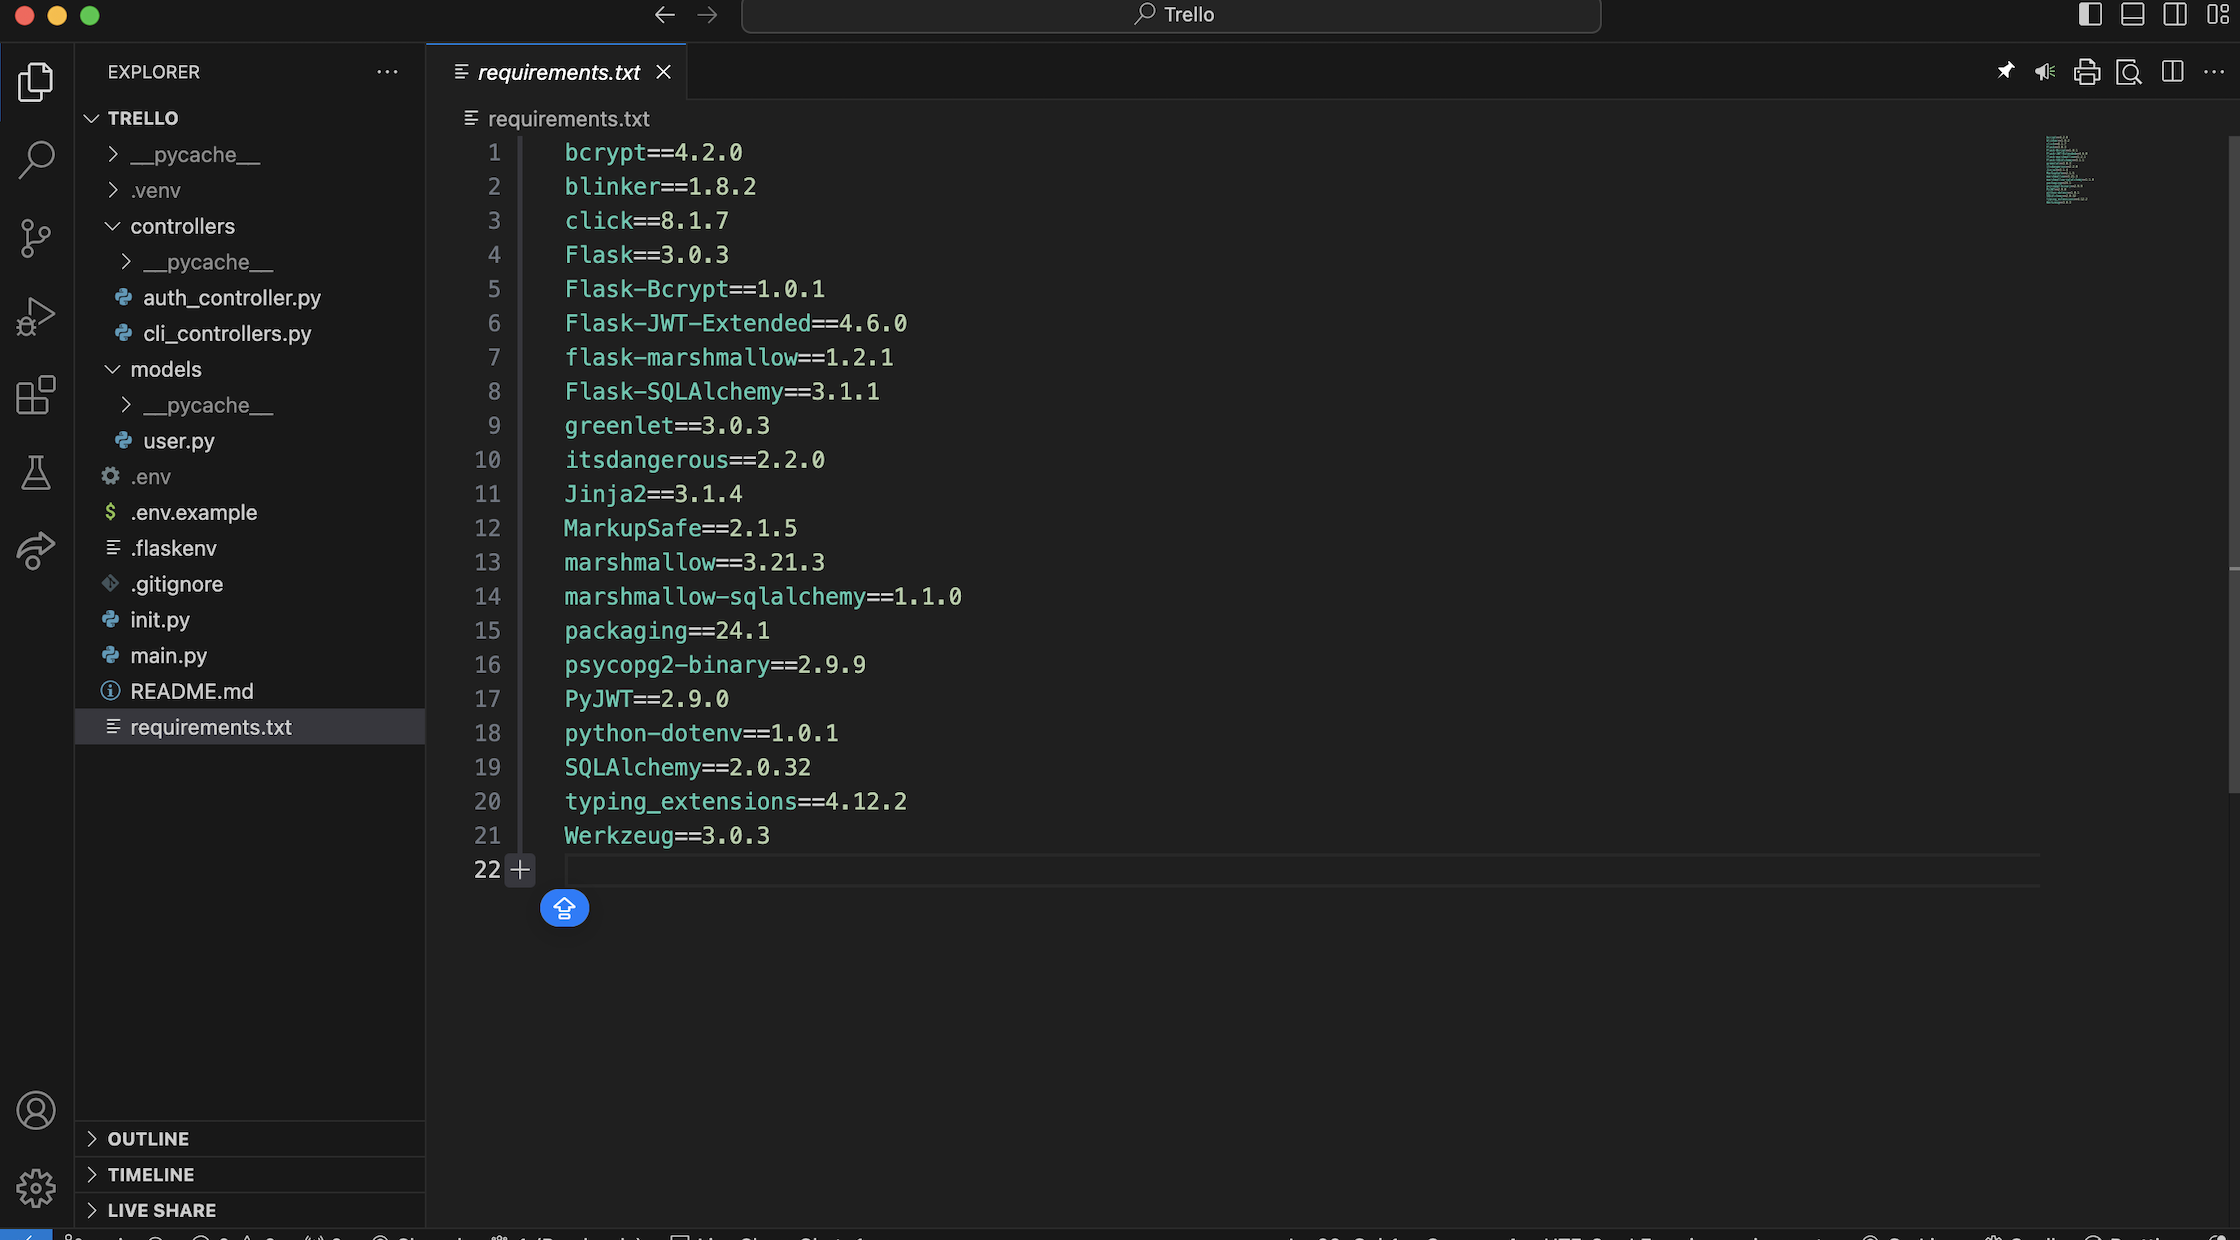 Trello
EXPLORER
TRELLO
__pycache__
.venv
controllers
__pycache__
auth_controller.py
cli_controllers.py
models
__pycache__
user.py
.env
.env.example
.flaskenv
.gitignore
init.py
main.py
README.md
requirements.txt
OUTLINE
TIMELINE
LIVE SHARE
requirements.txt
requirements.txt
1 bcrypt==4.2.0
2 blinker==1.8.2
3 click==8.1.7
4 Flask==3.0.3
5 Flask-Bcrypt==1.0.1
6 Flask-JWT-Extended==4.6.0
7 flask-marshmallow==1.2.1
8 Flask-SQLAlchemy==3.1.1
9 greenlet==3.0.3
10 itsdangerous==2.2.0
11 Jinja2==3.1.4
12 MarkupSafe==2.1.5
13 marshmallow==3.21.3
14 marshmallow-sqlalchemy==1.1.0
15 packaging==24.1
16 psycopg2-binary==2.9.9
17 PyJWT==2.9.0
18 python-dotenv==1.0.1
19 SQLAlchemy==2.0.32
20 typing_extensions==4.12.2
21 Werkzeug==3.0.3
22